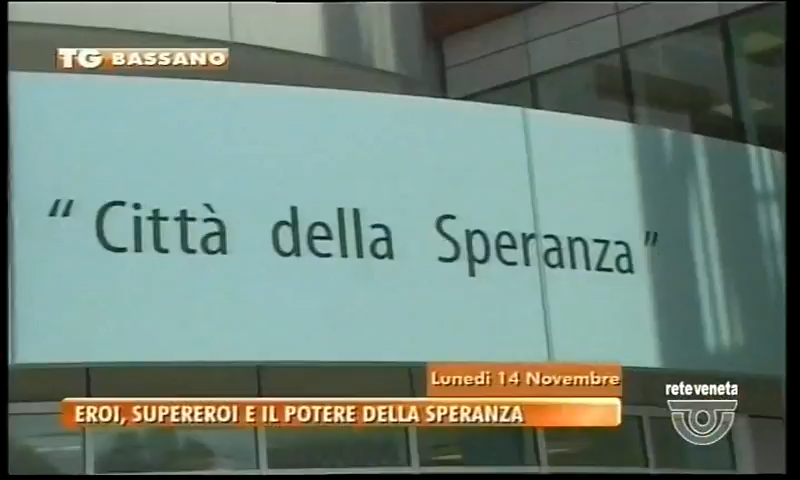 TG BASSANO
" Città della Speranza "
Lunedì 14 Novembre
reteveneta
EROI, SUPEREROI E IL POTERE DELLA SPERANZA